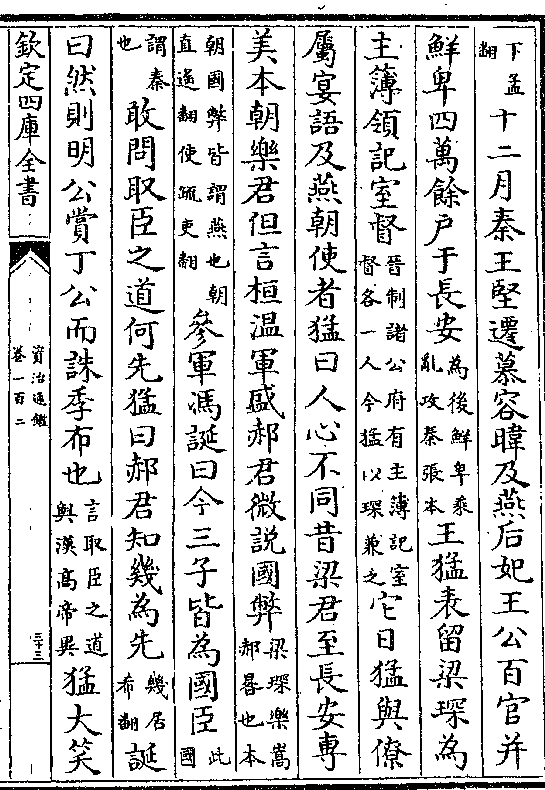 下孟翻十二月秦王堅遷慕容暐及燕后妃王公百官并
鮮卑四萬餘戶于長安為後鮮卑乘亂攻秦張本王猛表留梁琛為
主簿領記室督晉制諸公府有主簿記室督各一人今猛以琛兼之它日猛與僚
屬宴語及燕朝使者猛曰人心不同昔梁君至長安專
美本朝樂君但言桓溫軍盛郝君微説國弊梁琛樂嵩郝晷也本
朝國弊皆謂燕也朝直遙翻使疏吏翻參軍馮誕曰今三子皆為國臣此國
謂秦也敢問取臣之道何先猛曰郝君知幾為先幾居希翻誕
曰然則明公賞丁公而誅季布也言取臣之道與漢高帝異猛大笑
欽定四庫全書
資治通鑑
卷一百二
三十三